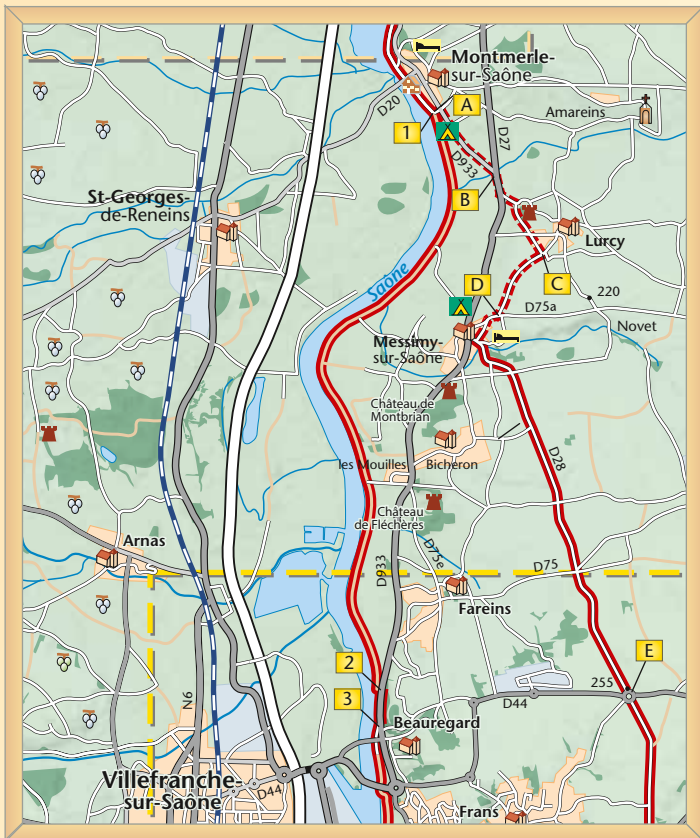 Montmerle-
sur-Saône
D20
A
1
D27
Amareins
D933
B
St-Georges-
de-Reneins
Lurcy
Saône
D
C
220
D75a
Novet
Messimy-
sur-Saône
Château de
Montbrian
les Mouilles
Bicheron
D28
Château
de Fléchères
Arnas
D933
D75e
D75
Fareins
2
E
3
255
N6
D44
Beauregard
Villefranche-
sur-Saone
D44
Frans